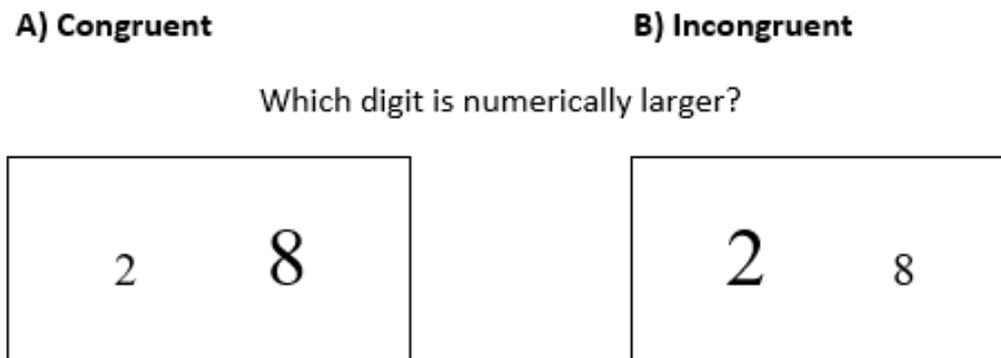 A) Congruent B) Incongruent
Which digit is numerically larger?
2 8 2 8